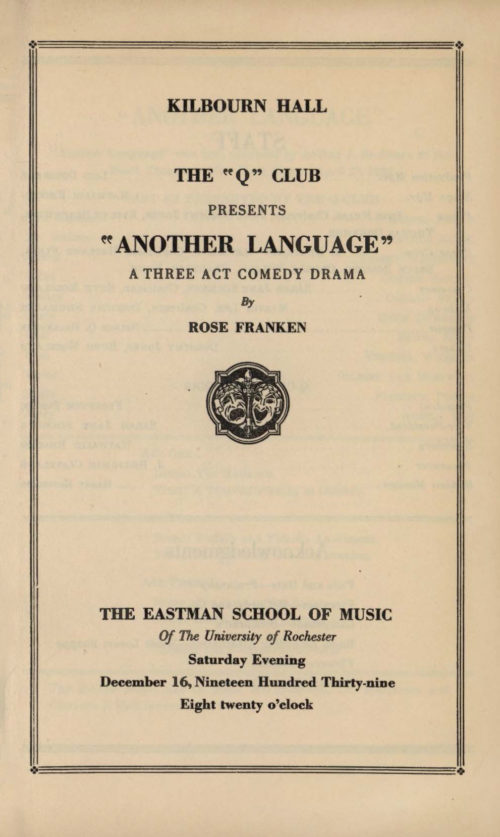 KILBOURN HALL
THE "Q" CLUB
PRESENTS
"ANOTHER LANGUAGE"
A THREE ACT COMEDY DRAMA
By
ROSE FRANKEN
THE EASTMAN SCHOOL OF MUSIC
Of The University of Rochester
Saturday Evening
December 16, Nineteen Hundred Thirty-nine
Eight twenty o'clock